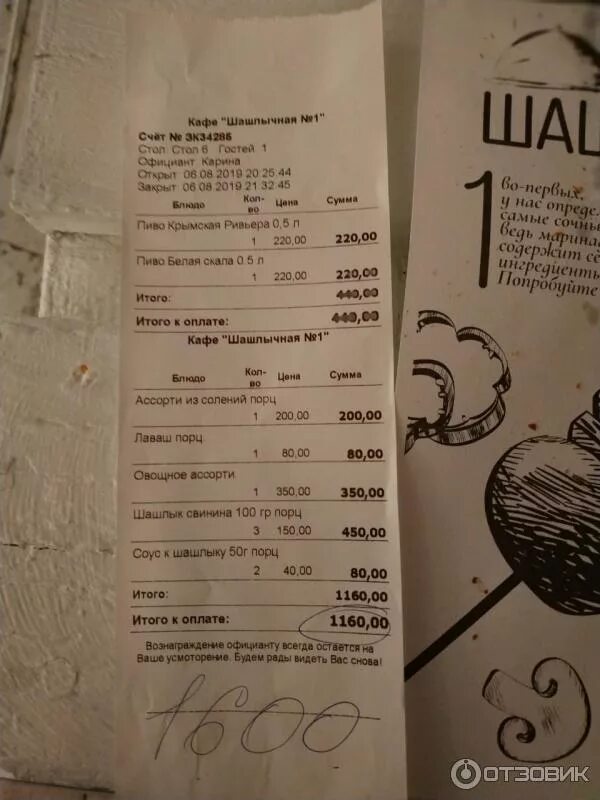 Кафе "Шашлычная №1"
Счёт № ЗК34286
Стол Стол 6 Гостей 1
Официант Карина
Открыт 06.08.2019 20:25:44
Закрыт 06.08.2019 21:32:45
Блюдо Кол-во Цена Сумма
Пиво Крымская Ривьера 0,5 л
1 220,00 220,00
Пиво Белая скала 0.5 л
1 220,00 220,00
Итого: 440,00
Итого к оплате: 440,00
Кафе "Шашлычная №1"
Блюдо Кол-во Цена Сумма
Ассорти из солений порц
1 200,00 200,00
Лаваш порц
1 80,00 80,00
Овощное ассорти
1 350,00 350,00
Шашлык свинина 100 гр порц
3 150,00 450,00
Соус к шашлыку 50г порц
2 40,00 80,00
Итого: 1160,00
Итого к оплате: 1160,00
Вознаграждение официанту всегда остается на
Ваше усмоторение. Будем рады видеть Вас снова!
1600
ШАШ
1 во-первых,
у нас опреде
самые сочны
ведь марина
содержит сё
ингредиенты
Попробуйте
ОТЗОВИК